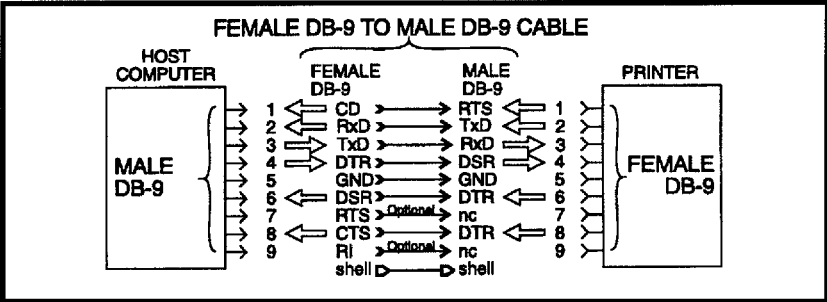 FEMALE DB-9 TO MALE DB-9 CABLE
HOST COMPUTER
FEMALE DB-9
MALE DB-9
PRINTER
MALE DB-9
FEMALE DB-9
1 CD RTS 1
2 RxD TxD 2
3 TxD RxD 3
4 DTR DSR 4
5 GND GND 5
6 DSR DTR 6
7 RTS Optional nc 7
8 CTS DTR 8
9 RI Optional nc 9
shell shell